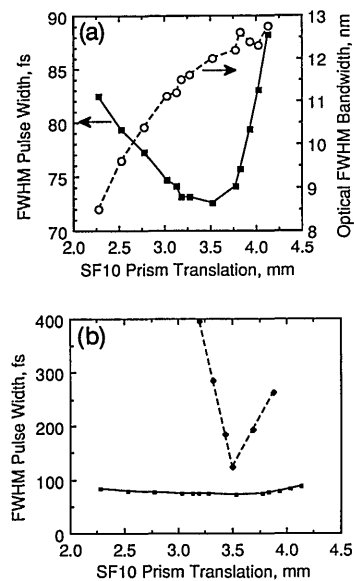 (a)
90
85
80
75
70
13
12
11
10
9
8
FWHM Pulse Width, fs
Optical FWHM Bandwidth, nm
2.0 2.5 3.0 3.5 4.0 4.5
SF10 Prism Translation, mm
(b)
400
300
200
100
0
FWHM Pulse Width, fs
2.0 2.5 3.0 3.5 4.0 4.5
SF10 Prism Translation, mm